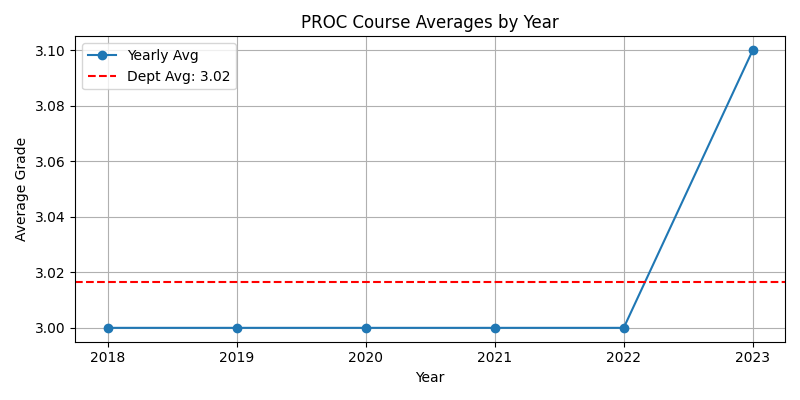 PROC Course Averages by Year
Yearly Avg
Dept Avg: 3.02
Average Grade
3.10
3.08
3.06
3.04
3.02
3.00
2018 2019 2020 2021 2022 2023
Year